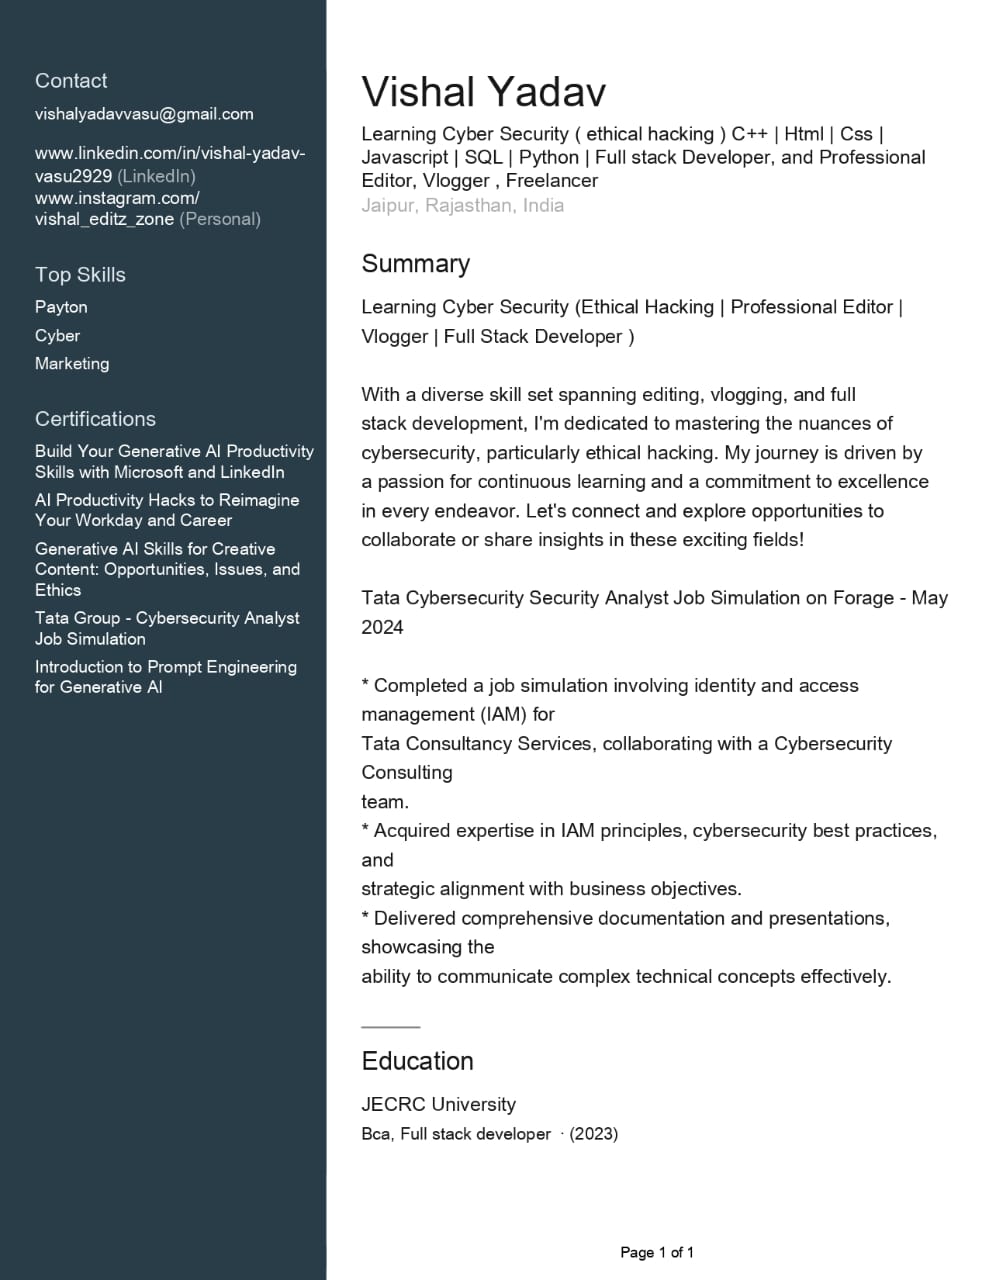 Contact
vishalyadavvasu@gmail.com
www.linkedin.com/in/vishal-yadav-
vasu2929 (LinkedIn)
www.instagram.com/
vishal_editz_zone (Personal)
Top Skills
Payton
Cyber
Marketing
Certifications
Build Your Generative AI Productivity
Skills with Microsoft and LinkedIn
AI Productivity Hacks to Reimagine
Your Workday and Career
Generative AI Skills for Creative
Content: Opportunities, Issues, and
Ethics
Tata Group - Cybersecurity Analyst
Job Simulation
Introduction to Prompt Engineering
for Generative AI
Vishal Yadav
Learning Cyber Security ( ethical hacking ) C++ | Html | Css |
Javascript | SQL | Python | Full stack Developer, and Professional
Editor, Vlogger , Freelancer
Jaipur, Rajasthan, India
Summary
Learning Cyber Security (Ethical Hacking | Professional Editor |
Vlogger | Full Stack Developer )
With a diverse skill set spanning editing, vlogging, and full
stack development, I'm dedicated to mastering the nuances of
cybersecurity, particularly ethical hacking. My journey is driven by
a passion for continuous learning and a commitment to excellence
in every endeavor. Let's connect and explore opportunities to
collaborate or share insights in these exciting fields!
Tata Cybersecurity Security Analyst Job Simulation on Forage - May
2024
* Completed a job simulation involving identity and access
management (IAM) for
Tata Consultancy Services, collaborating with a Cybersecurity
Consulting
team.
* Acquired expertise in IAM principles, cybersecurity best practices,
and
strategic alignment with business objectives.
* Delivered comprehensive documentation and presentations,
showcasing the
ability to communicate complex technical concepts effectively.
Education
JECRC University
Bca, Full stack developer · (2023)
Page 1 of 1